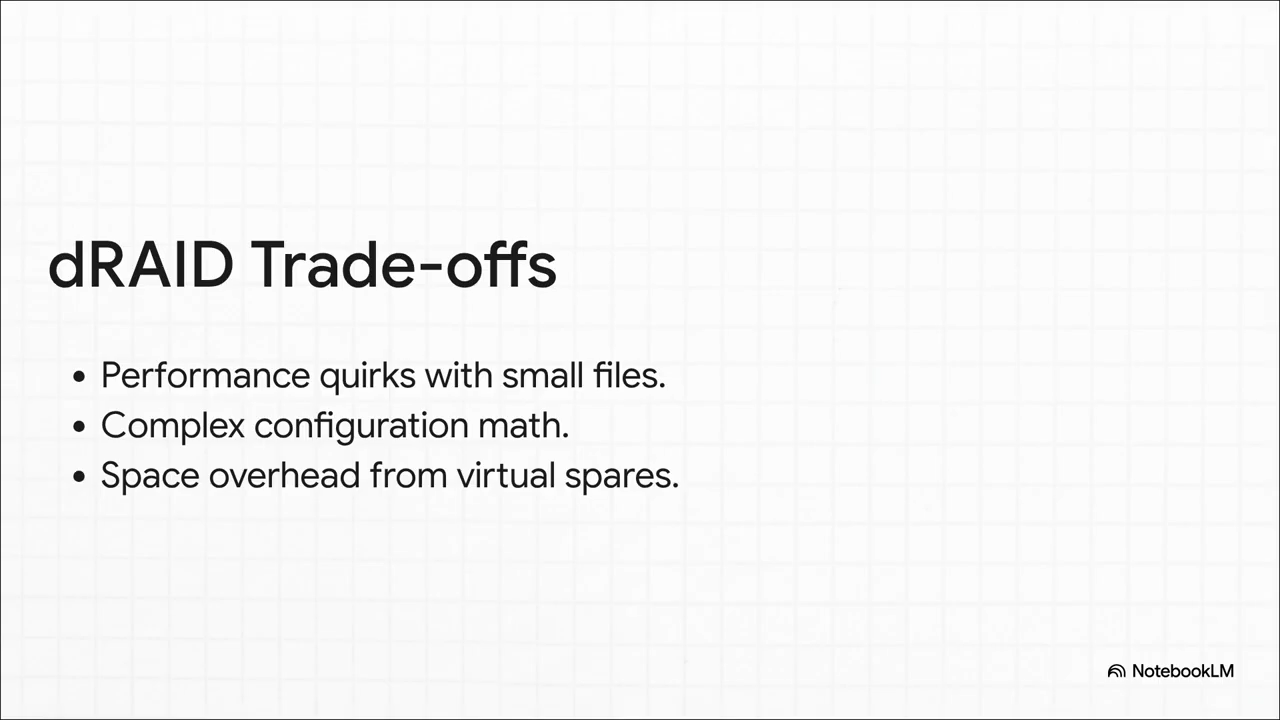 dRAID Trade-offs
• Performance quirks with small files.
• Complex configuration math.
• Space overhead from virtual spares.
NotebookLM